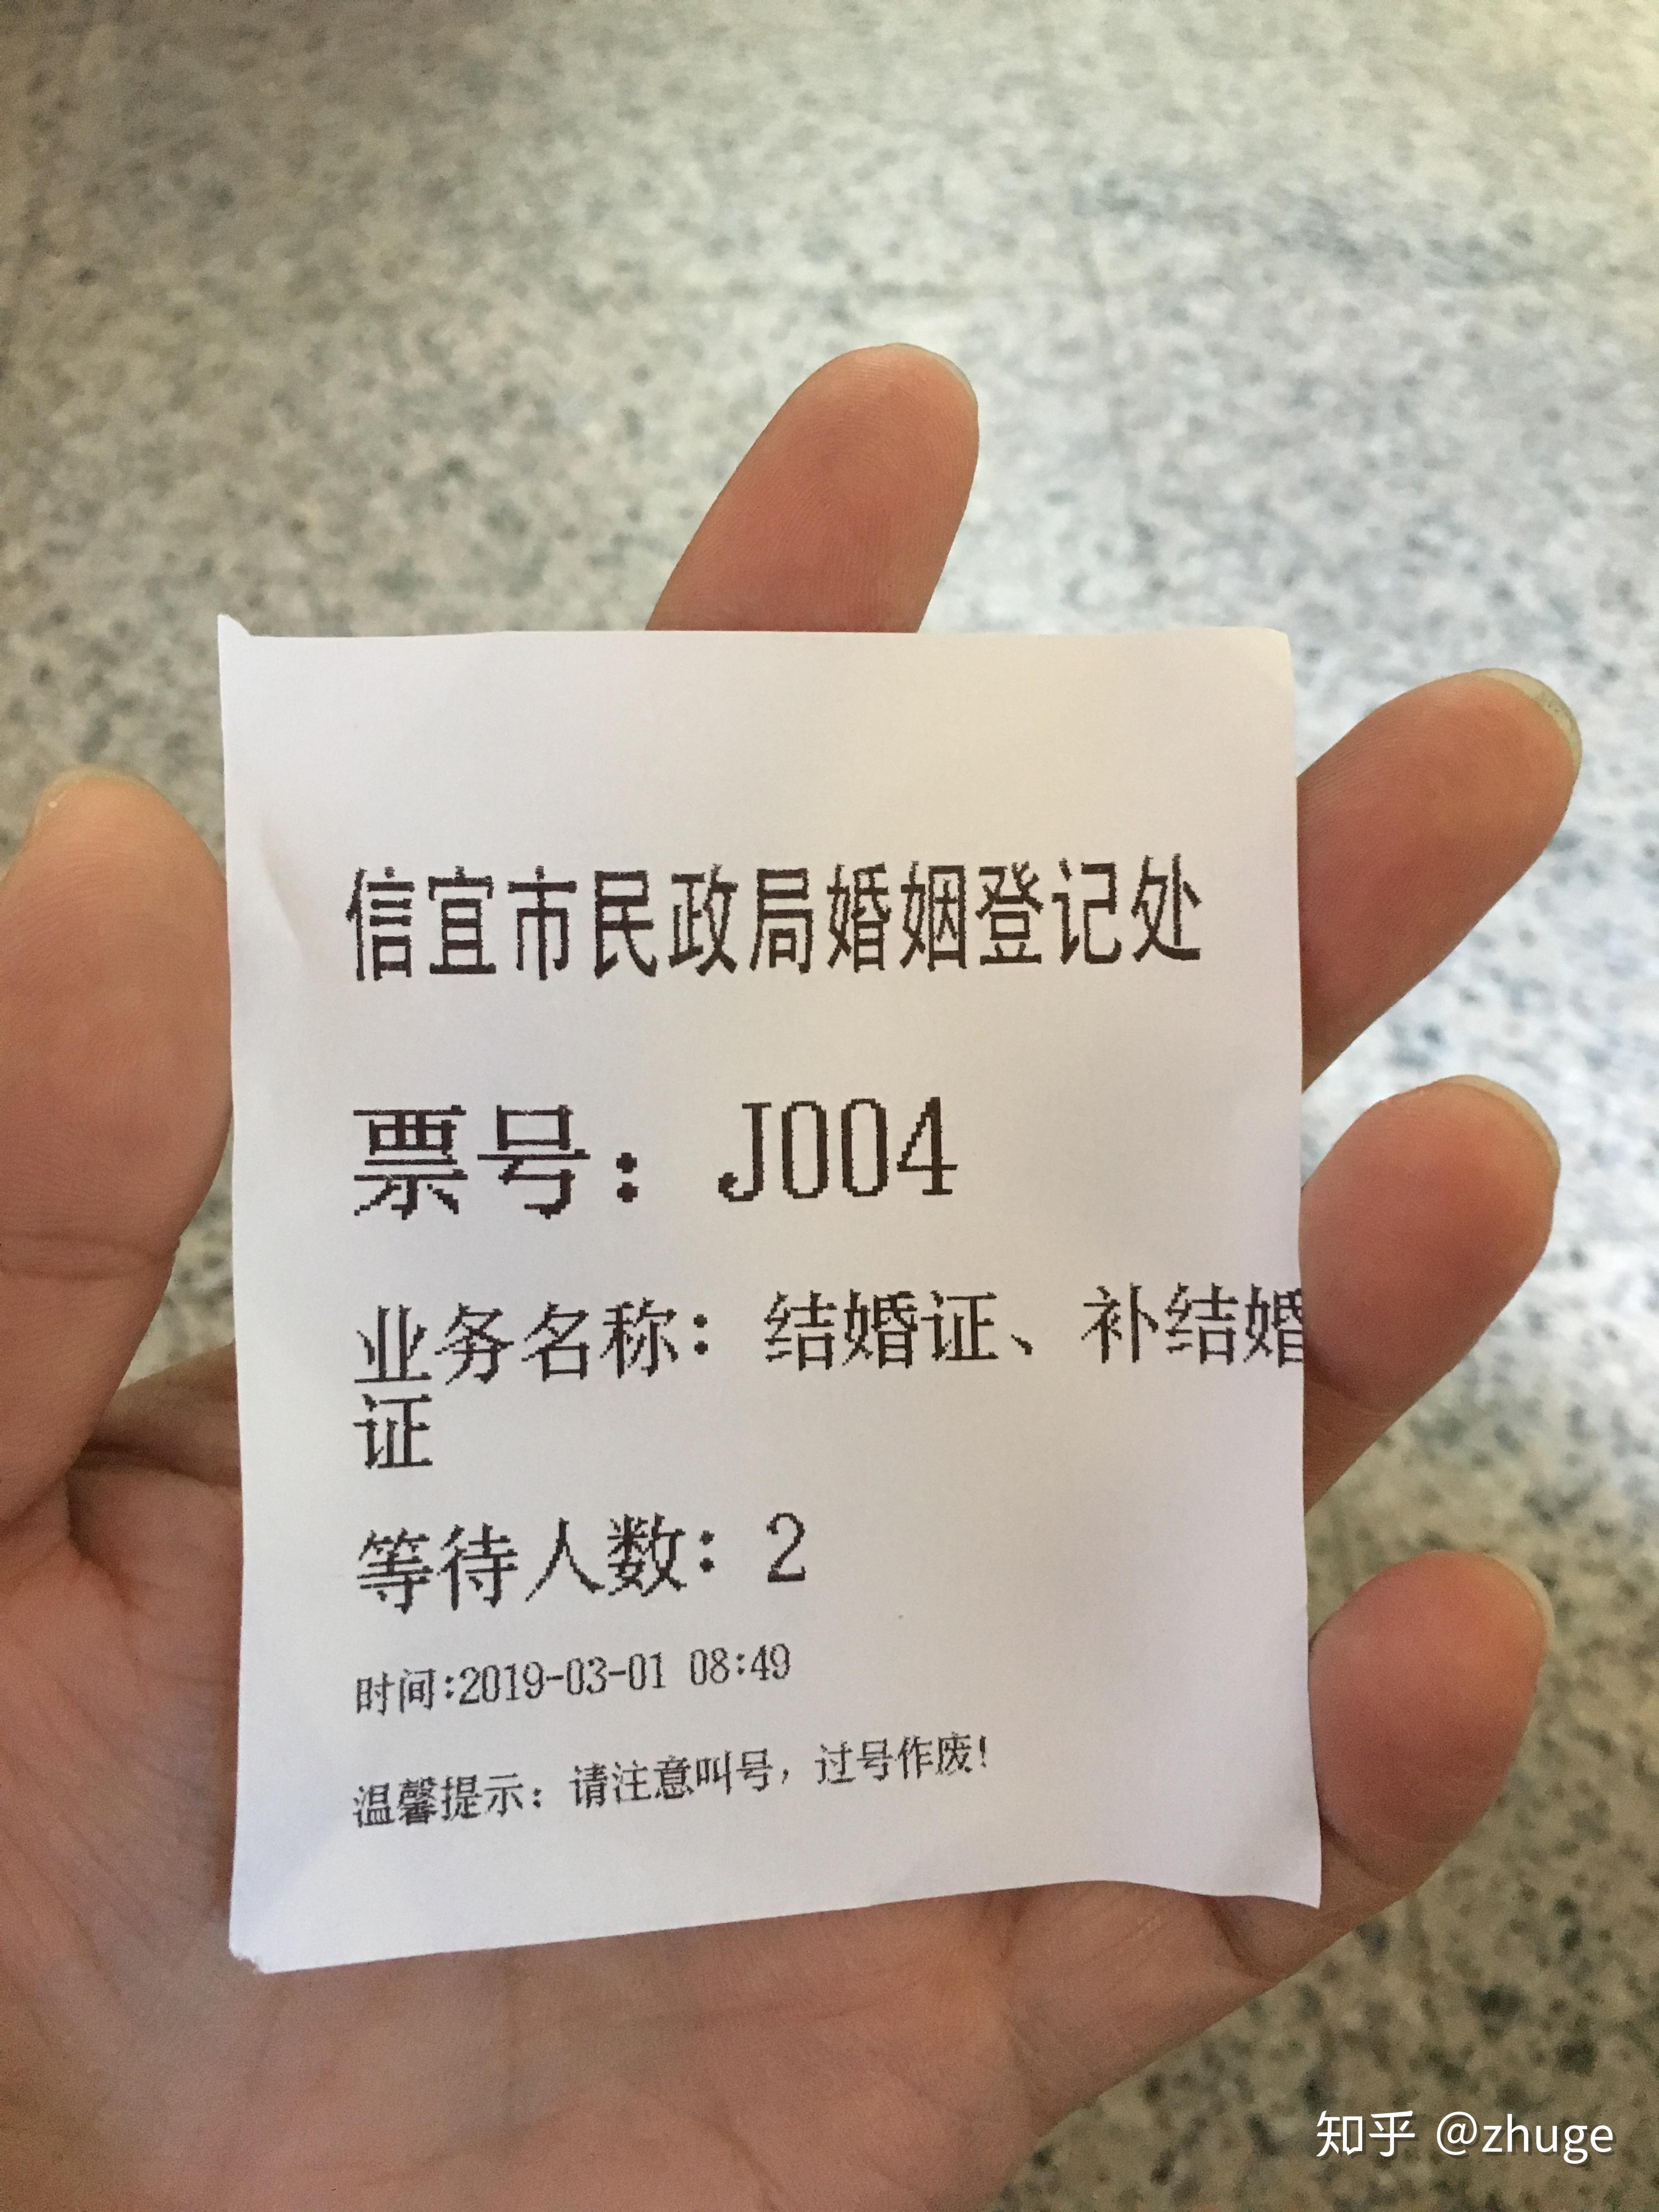 信宜市民政局婚姻登记处
票号：J004
业务名称：结婚证、补结婚
证
等待人数：2
时间:2019-03-01 08:49
温馨提示：请注意叫号，过号作废！
知乎 @zhuge